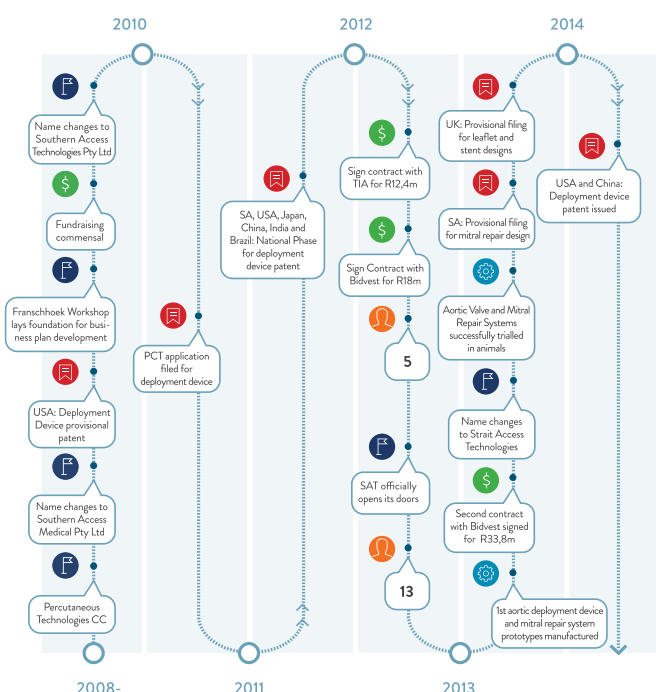 2010
2012
2014
Name changes to
Southern Access
Technologies Pty Ltd
$
Fundraising
commensal
Franschhoek Workshop
lays foundation for busi-
ness plan development
USA: Deployment
Device provisional
patent
Name changes to
Southern Access
Medical Pty Ltd
Percutaneous
Technologies CC
PCT application
filed for
deployment device
SA, USA, Japan,
China, India and
Brazil: National Phase
for deployment
device patent
$
Sign contract with
TIA for R12,4m
$
Sign Contract with
Bidvest for R18m
5
SAT officially
opens its doors
13
UK: Provisional filing
for leaflet and
stent designs
SA: Provisional filing
for mitral repair design
Aortic Valve and Mitral
Repair Systems
successfully trialled
in animals
Name changes
to Strait Access
Technologies
$
Second contract
with Bidvest signed
for R33,8m
1st aortic deployment device
and mitral repair system
prototypes manufactured
USA and China:
Deployment device
patent issued
2008-
2011
2013